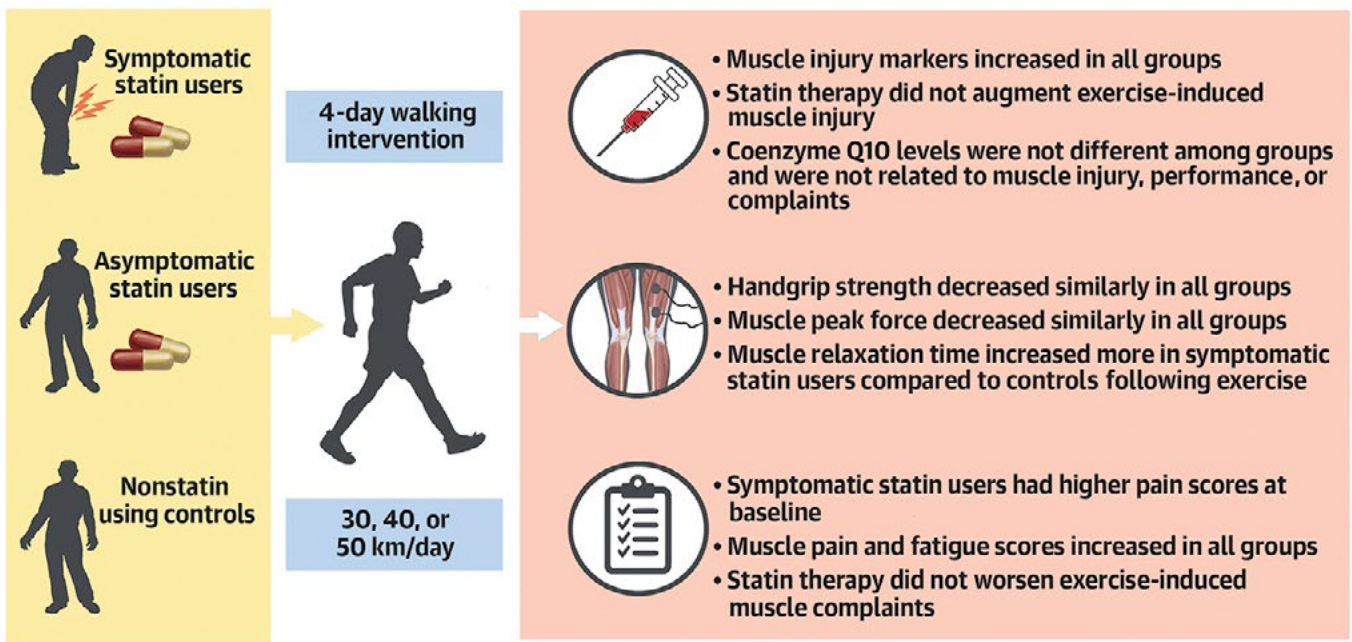 Symptomatic
statin users
Asymptomatic
statin users
Nonstatin
using controls
4-day walking
intervention
30, 40, or
50 km/day
• Muscle injury markers increased in all groups
• Statin therapy did not augment exercise-induced
muscle injury
• Coenzyme Q10 levels were not different among groups
and were not related to muscle injury, performance, or
complaints
• Handgrip strength decreased similarly in all groups
• Muscle peak force decreased similarly in all groups
• Muscle relaxation time increased more in symptomatic
statin users compared to controls following exercise
• Symptomatic statin users had higher pain scores at
baseline
• Muscle pain and fatigue scores increased in all groups
• Statin therapy did not worsen exercise-induced
muscle complaints